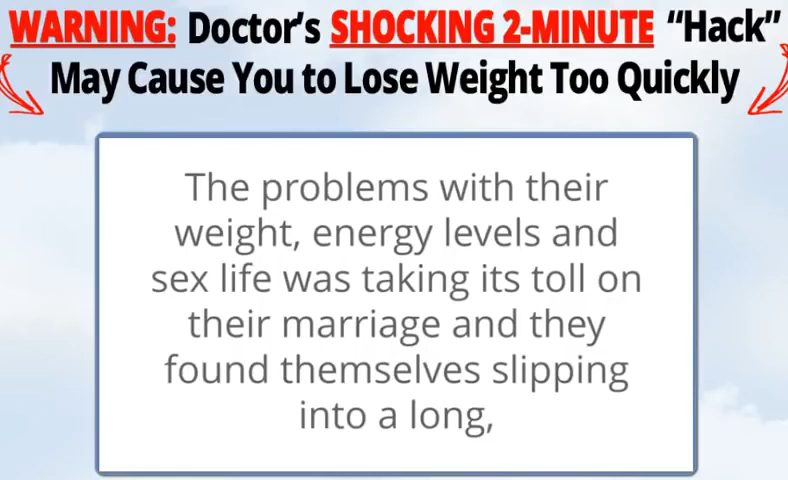 WARNING: Doctor's SHOCKING 2-MINUTE “Hack”
May Cause You to Lose Weight Too Quickly
The problems with their
weight, energy levels and
sex life was taking its toll on
their marriage and they
found themselves slipping
into a long,